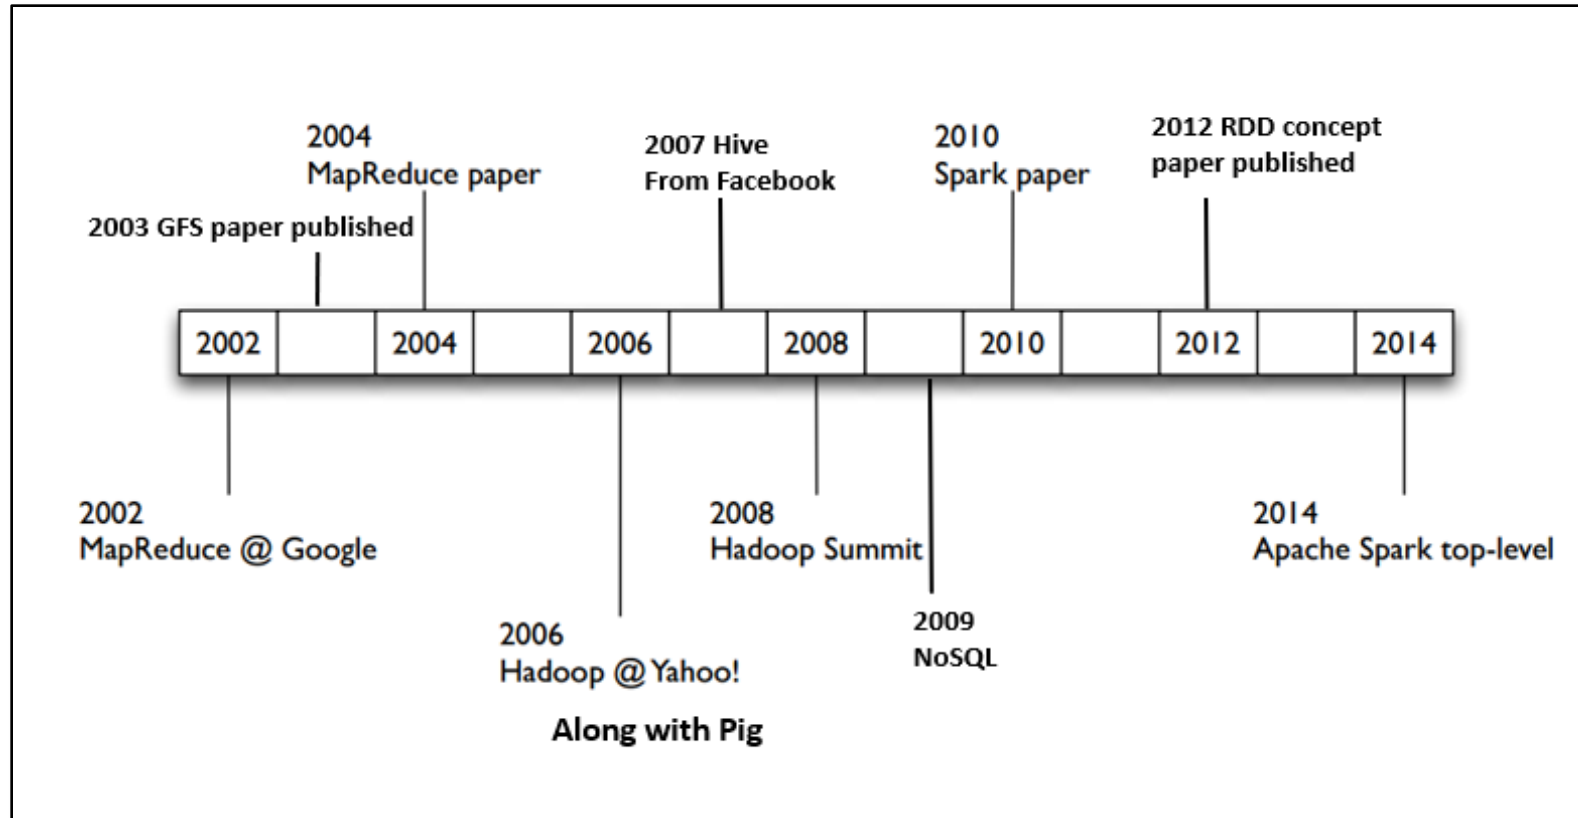 2004
MapReduce paper
2003 GFS paper published
2007 Hive
From Facebook
2010
Spark paper
2012 RDD concept
paper published
2002 2004 2006 2008 2010 2012 2014
2002
MapReduce @ Google
2006
Hadoop @ Yahoo!
Along with Pig
2008
Hadoop Summit
2009
NoSQL
2014
Apache Spark top-level